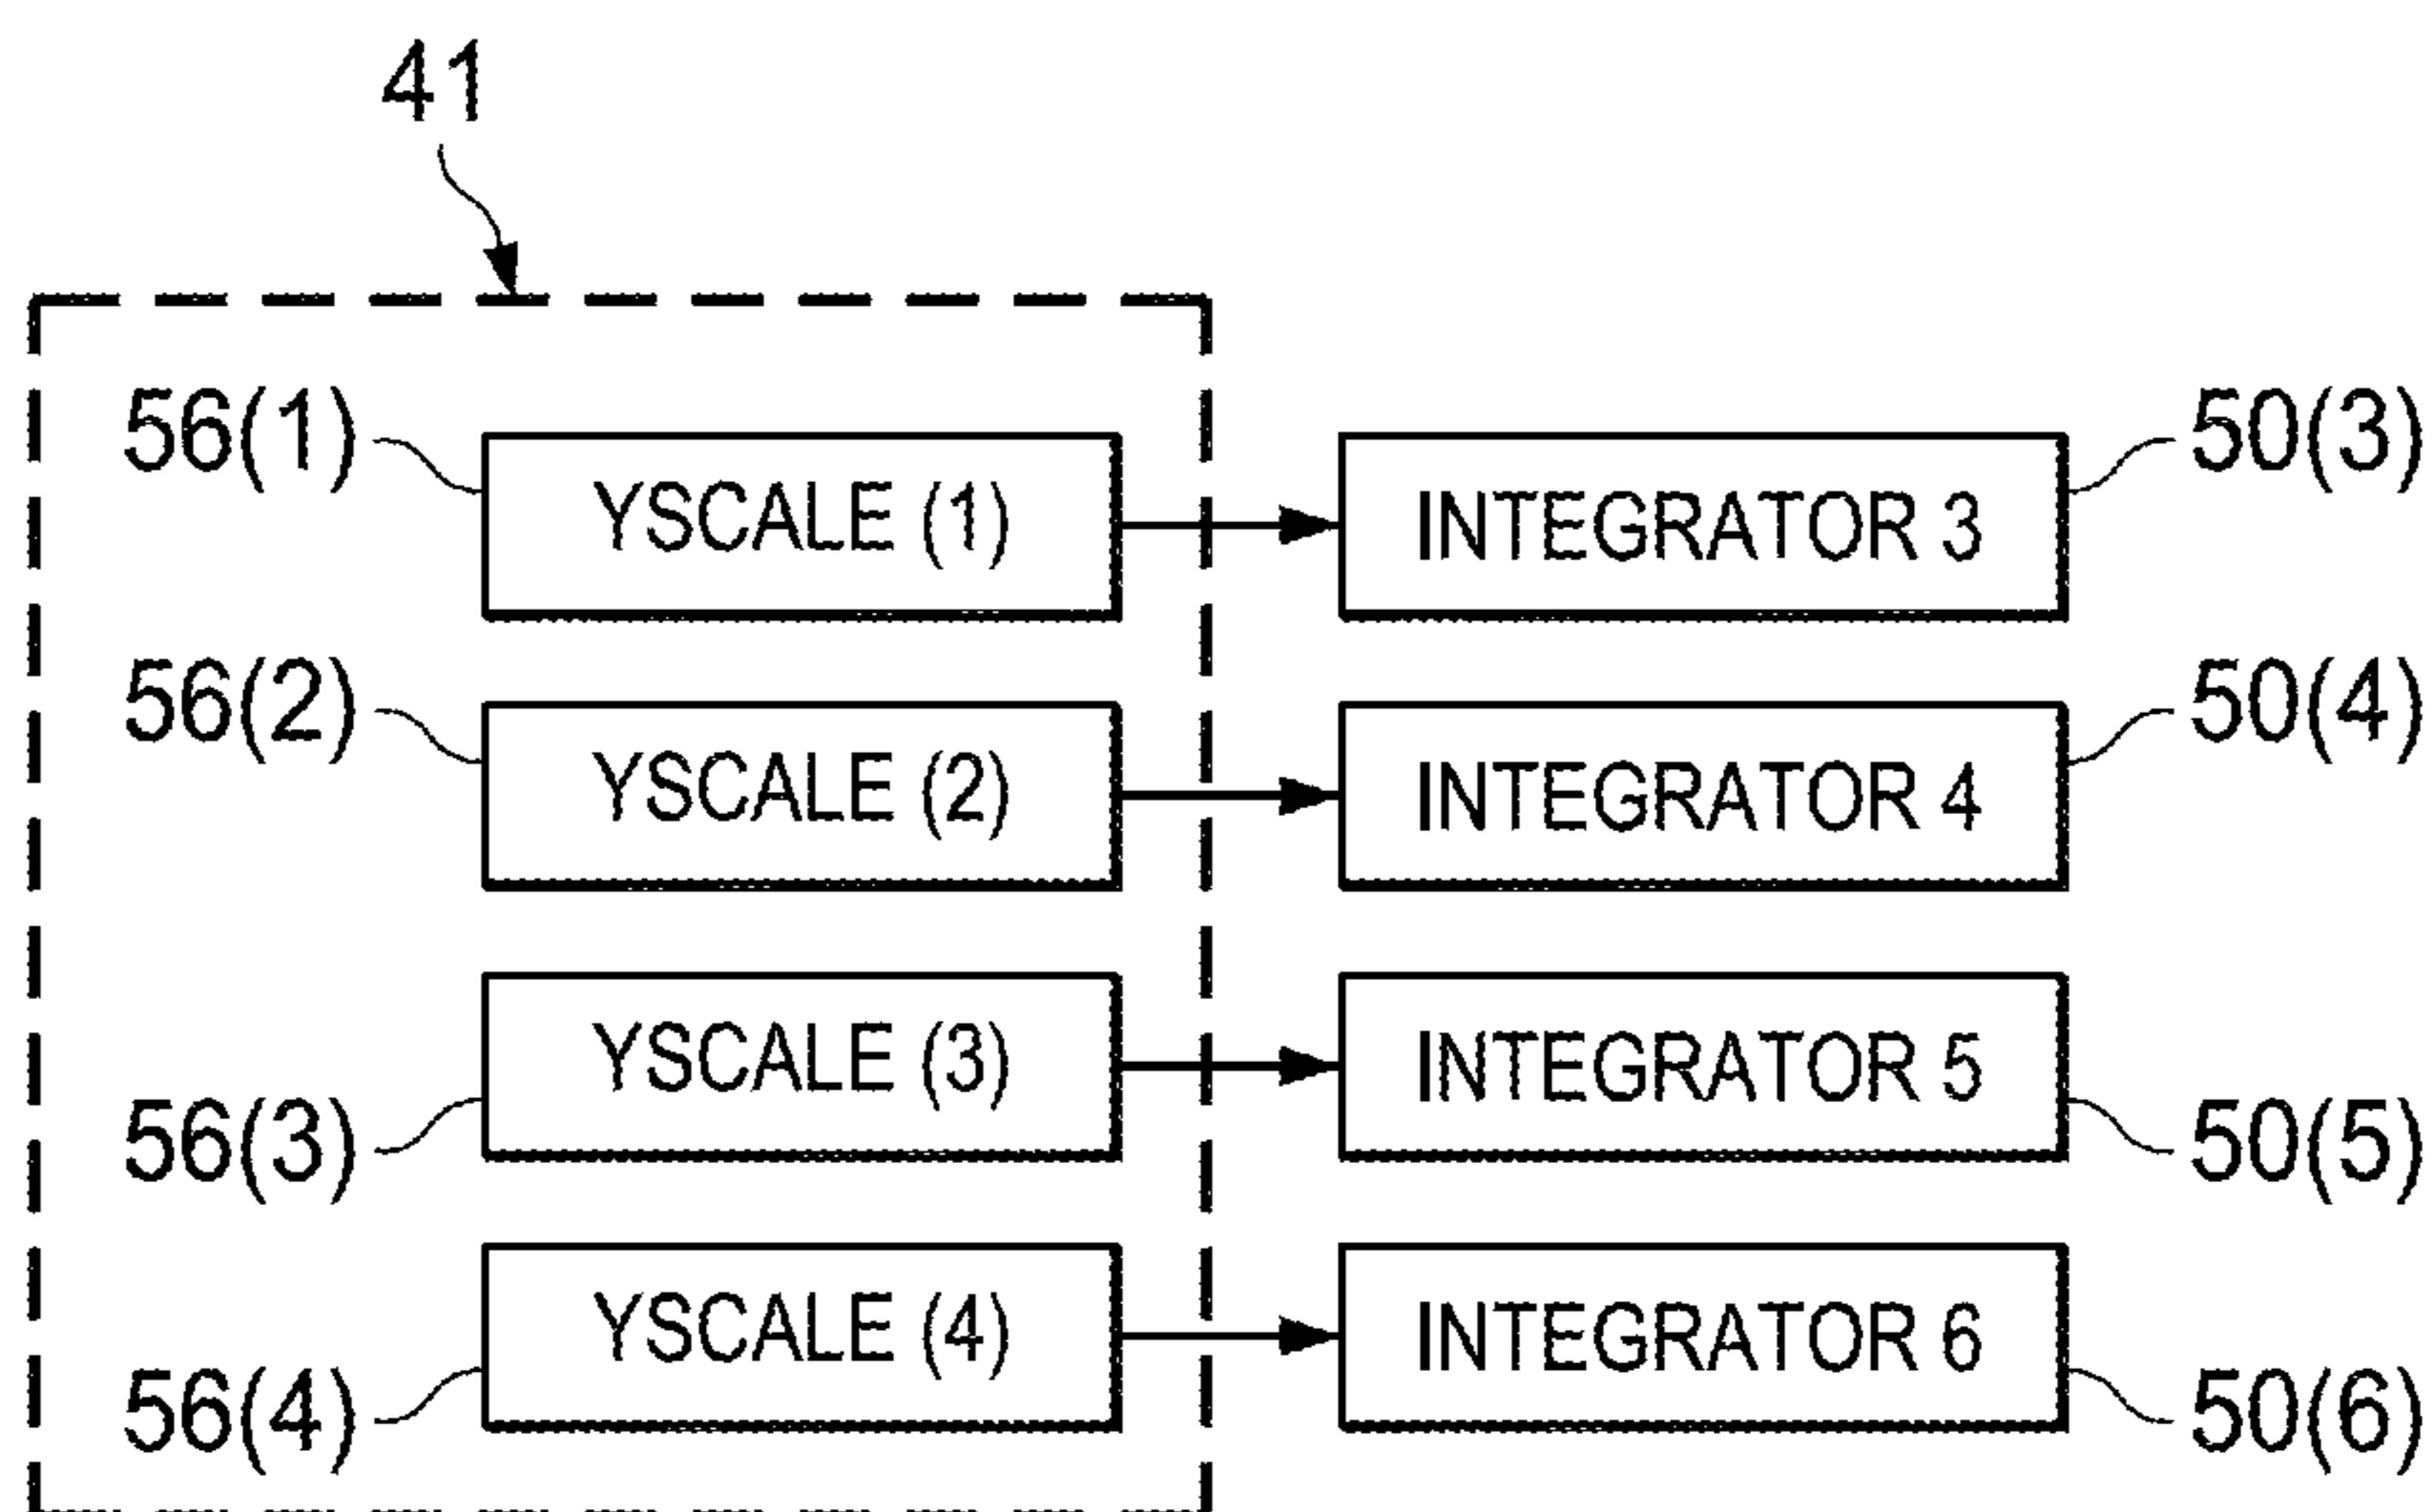 41
56(1) YSCALE (1) INTEGRATOR 3 50(3)
56(2) YSCALE (2) INTEGRATOR 4 50(4)
56(3) YSCALE (3) INTEGRATOR 5 50(5)
56(4) YSCALE (4) INTEGRATOR 6 50(6)